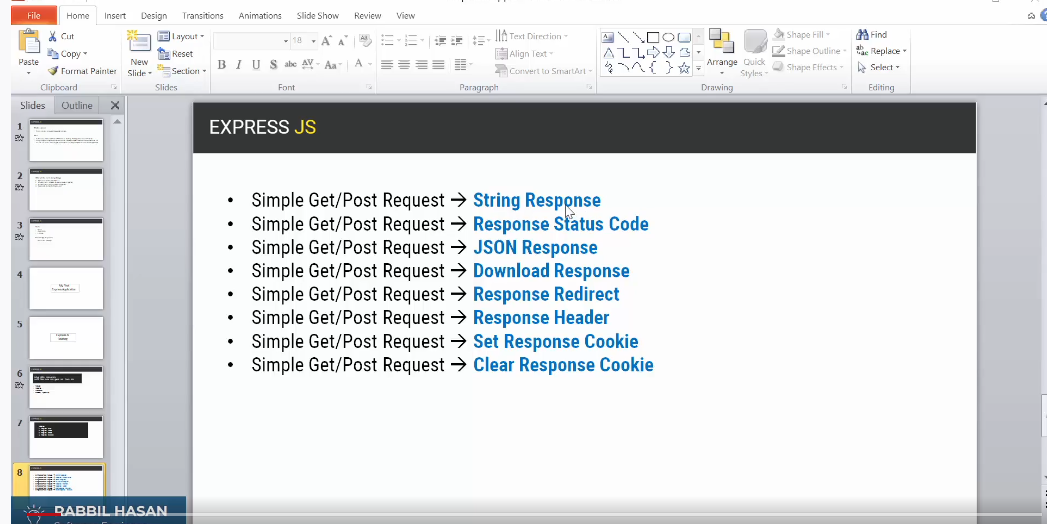 File Home Insert Design Transitions Animations Slide Show Review View
Cut
Copy
Format Painter
Paste
Clipboard
New
Slide
Layout
Reset
Section
Slides
18
B I U S abc AV Aa A
Font
Text Direction
Align Text
Convert to SmartArt
Paragraph
Arrange
Quick
Styles
Shape Fill
Shape Outline
Shape Effects
Drawing
Find
Replace
Select
Editing
Slides Outline
1
2
3
4
5
6
7
8
EXPRESS JS
• Simple Get/Post Request → String Response
• Simple Get/Post Request → Response Status Code
• Simple Get/Post Request → JSON Response
• Simple Get/Post Request → Download Response
• Simple Get/Post Request → Response Redirect
• Simple Get/Post Request → Response Header
• Simple Get/Post Request → Set Response Cookie
• Simple Get/Post Request → Clear Response Cookie
RABBIL HASAN